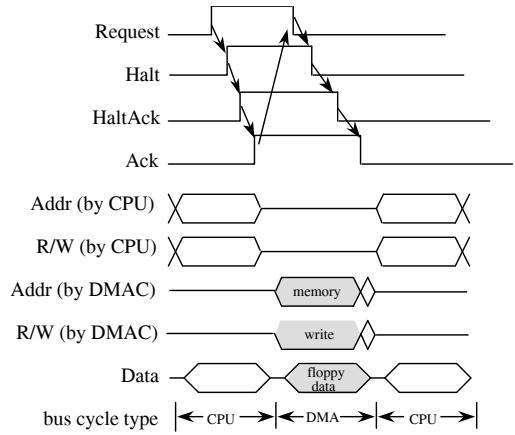 Request
Halt
HaltAck
Ack
Addr (by CPU)
R/W (by CPU)
Addr (by DMAC)
memory
R/W (by DMAC)
write
Data
floppy
data
bus cycle type
CPU
DMA
CPU